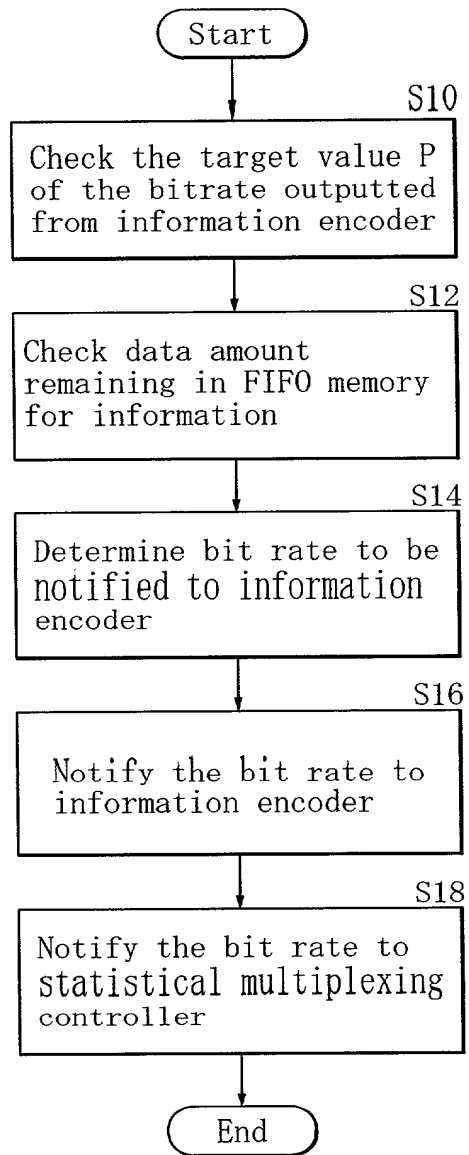 Start
S10
Check the target value P
of the bitrate outputted
from information encoder
S12
Check data amount
remaining in FIFO memory
for information
S14
Determine bit rate to be
notified to information
encoder
S16
Notify the bit rate to
information encoder
S18
Notify the bit rate to
statistical multiplexing
controller
End